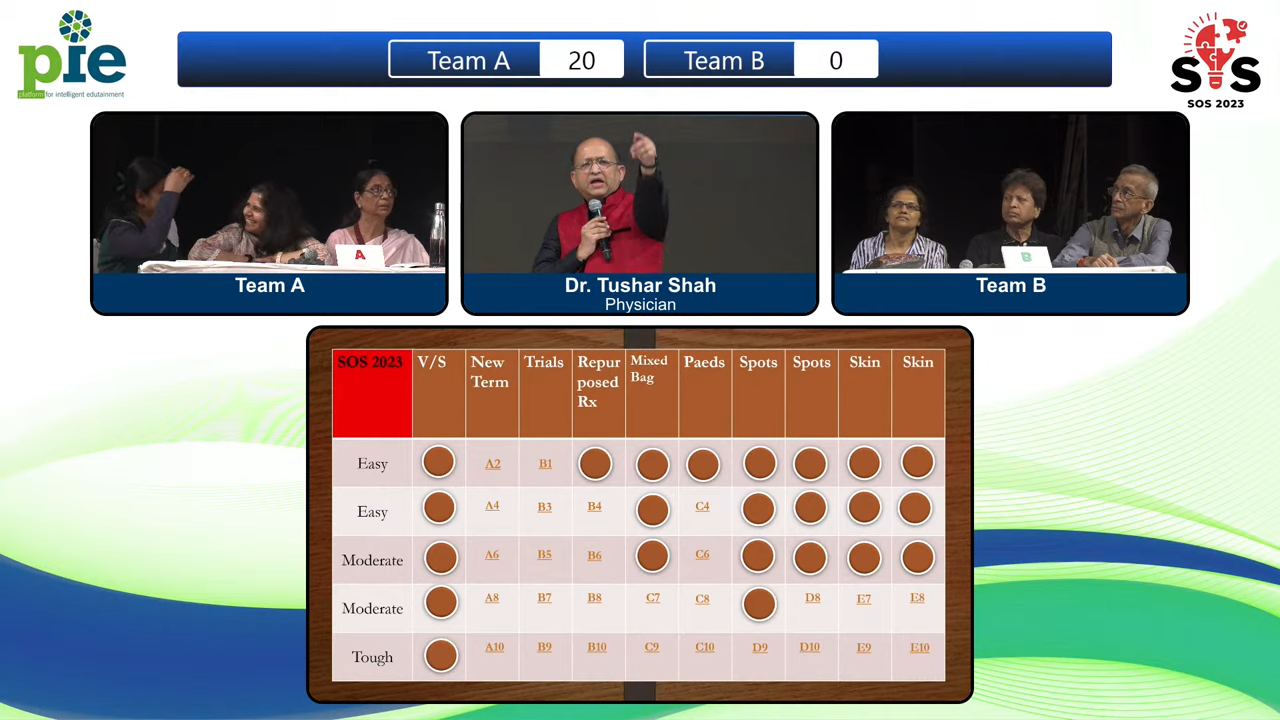 pie
platform for intelligent edutainment
Team A 20 Team B 0
SOS
SOS 2023
A
B
Team A
Dr. Tushar Shah
Physician
Team B
SOS 2023 V/S New Term Trials Repur posed Rx Mixed Bag Paeds Spots Spots Skin Skin
Easy A2 B1
Easy A4 B3 B4 C4
Moderate A6 B5 B6 C6
Moderate A8 B7 B8 C7 C8 D8 E7 E8
Tough A10 B9 B10 C9 C10 D9 D10 E9 E10